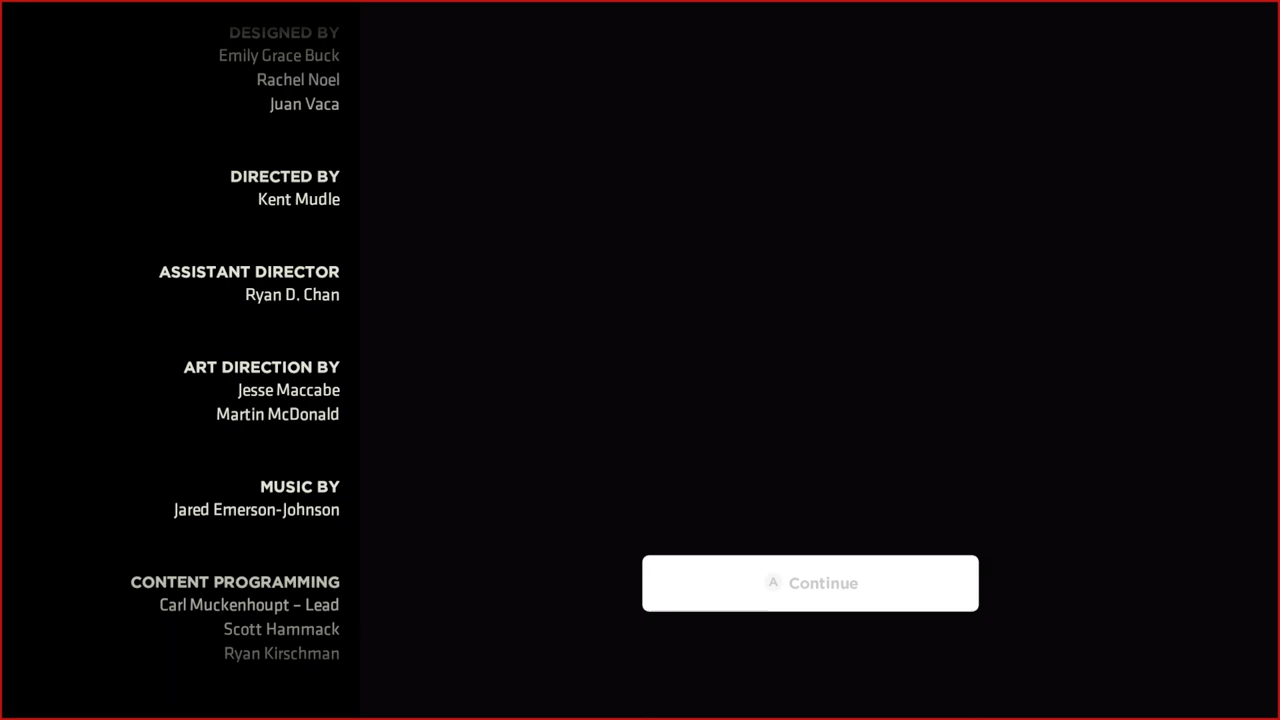 DESIGNED BY
Emily Grace Buck
Rachel Noel
Juan Vaca
DIRECTED BY
Kent Mudle
ASSISTANT DIRECTOR
Ryan D. Chan
ART DIRECTION BY
Jesse Maccabe
Martin McDonald
MUSIC BY
Jared Emerson-Johnson
CONTENT PROGRAMMING
Carl Muckenhoupt – Lead
Scott Hammack
Ryan Kirschman
A Continue